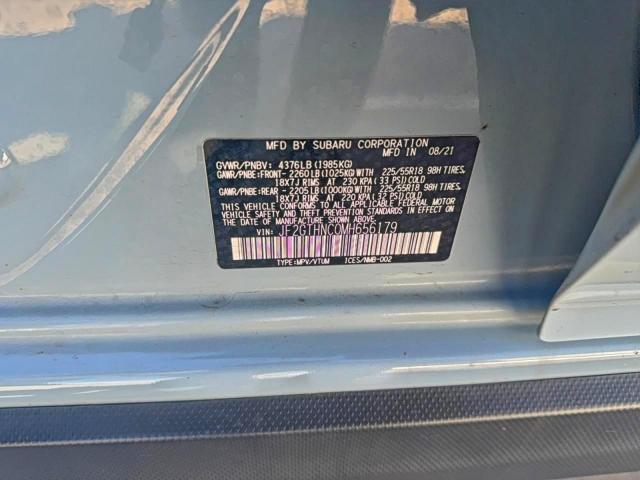 MFD BY SUBARU CORPORATION
MFD IN 08/21
GVWR/PNBV: 4376LB(1985KG)
GAWR/PNBE:FRONT- 2260LB(1025KG)WITH 225/55R18 98H TIRES
18X7J RIMS AT 230 KPA(33 PSI)COLD
GAWR/PNBE:REAR - 2205LB(1000KG)WITH 225/55R18 98H TIRES
18X7J RIMS AT 220 KPA(32 PSI)COLD
THIS VEHICLE CONFORMS TO ALL APPLICABLE FEDERAL MOTOR
VEHICLE SAFETY, BUMPER, AND THEFT PREVENTION STANDARDS
IN EFFECT ON THE DATE OF MANUFACTURE SHOWN ABOVE.
VIN: JF2GTHNC0MH656179
TYPE:MPV/VTUM ICES/NMB-002